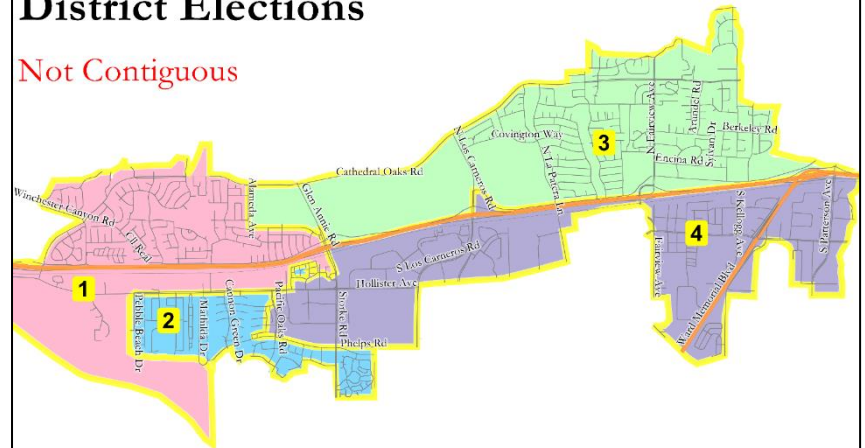 District Elections
Not Contiguous
N Fairview Ave
Arundel Rd
Berkeley Rd
Sylvan Dr
Covington Way
3
N Los Carneros Rd
N La Patera Ln
Encina Rd
Cathedral Oaks Rd
Alameda Ave
Glen Annie Rd
Winchester Canyon Rd
Cll Real
S Kellogg Ave
S Patterson Ave
4
Fairview Ave
S Los Carneros Rd
Hollister Ave
Ward Memorial Blvd
1
2
Pebble Beach Dr
Mathilda Dr
Cannon Green Dr
Pacific Oaks Rd
Storke Rd
Phelps Rd